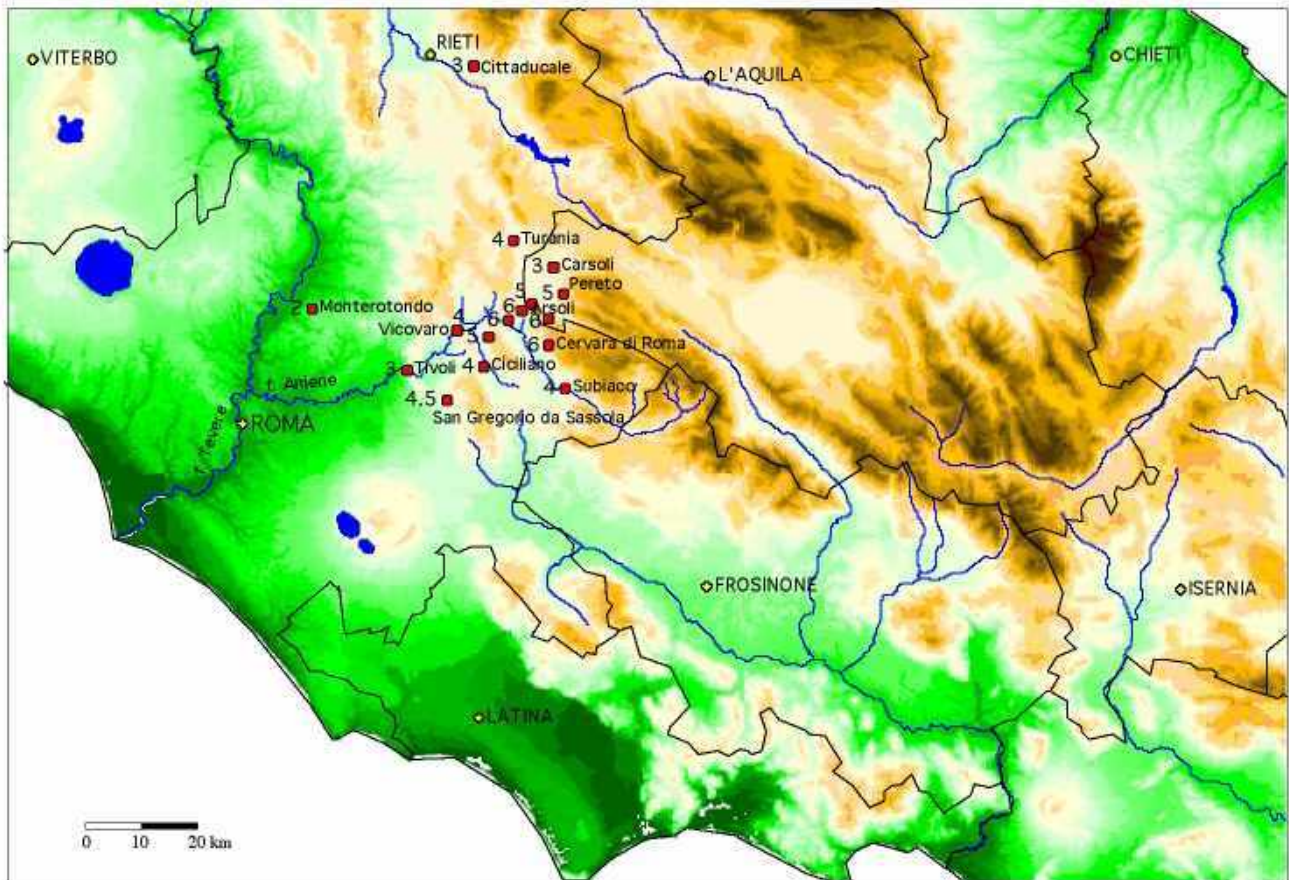 VITERBO
RIETI
3 Cittaducale
L'AQUILA
CHIETI
4 Turania
3 Carsoli
Pereto
5
5
2 Monterotondo
6
Arsoli
4
Vicovaro
6
6
5
6 Cervara di Roma
3 Tivoli
4 Ciciliano
f. Aniene
4 Subiaco
4,5
San Gregorio da Sassola
ROMA
f. Tevere
FROSINONE
ISERNIA
LATINA
0 10 20 km